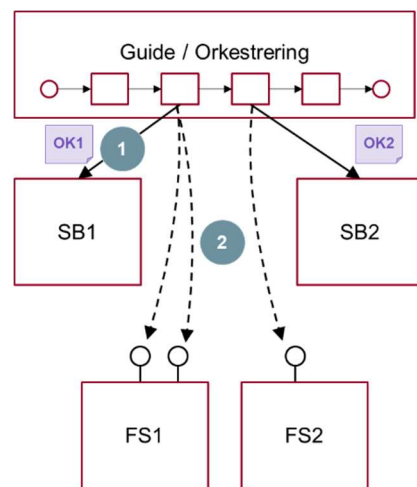 Guide / Orkestrering
OK1
1
OK2
SB1
2
SB2
FS1
FS2